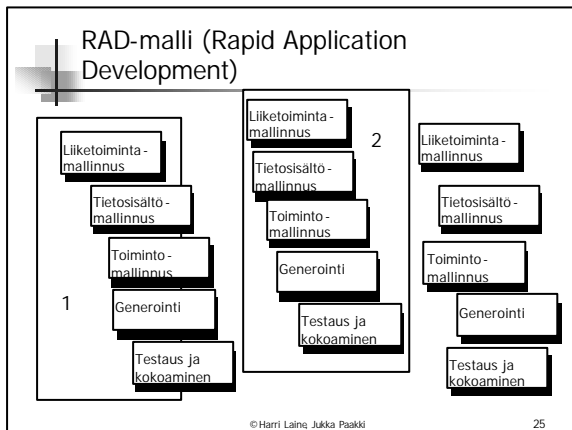 RAD-malli (Rapid Application
Development)
Liiketoiminta -
mallinnus
Tietosisältö -
mallinnus
Toiminto -
mallinnus
1
Generointi
Testaus ja
kokoaminen
Liiketoiminta -
mallinnus
2
Tietosisältö -
mallinnus
Toiminto -
mallinnus
Generointi
Testaus ja
kokoaminen
Liiketoiminta -
mallinnus
Tietosisältö -
mallinnus
Toiminto -
mallinnus
Generointi
Testaus ja
kokoaminen
© Harri Laine, Jukka Paakki
25